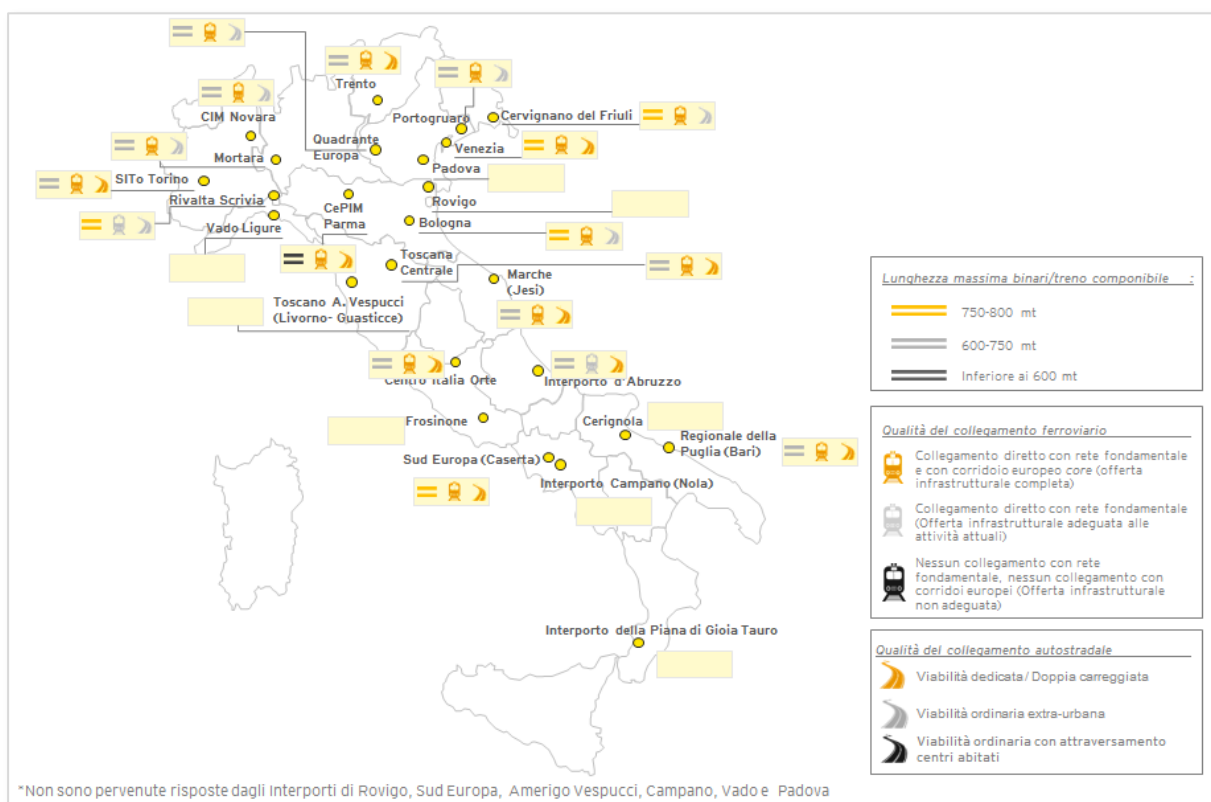 Trento
CIM Novara
Portogruaro
Cervignano del Friuli
Quadrante
Europa
Venezia
Mortara
Padova
SITo Torino
Rivalta Scrivia
CePIM
Parma
Rovigo
Vado Ligure
Bologna
Toscana
Centrale
Marche
(Jesi)
Toscano A. Vespucci
(Livorno- Guasticce)
Centro Italia Orte
Interporto d'Abruzzo
Frosinone
Cerignola
Regionale della
Puglia (Bari)
Sud Europa (Caserta)
Interporto Campano (Nola)
Interporto della Piana di Gioia Tauro
Lunghezza massima binari/treno componibile :
750-800 mt
600-750 mt
Inferiore ai 600 mt
Qualità del collegamento ferroviario
Collegamento diretto con rete fondamentale
e con corridoio europeo core (offerta
infrastrutturale completa)
Collegamento diretto con rete fondamentale
(Offerta infrastrutturale adeguata alle
attività attuali)
Nessun collegamento con rete
fondamentale, nessun collegamento con
corridoi europei (Offerta infrastrutturale
non adeguata)
Qualità del collegamento autostradale
Viabilità dedicata/ Doppia carreggiata
Viabilità ordinaria extra-urbana
Viabilità ordinaria con attraversamento
centri abitati
*Non sono pervenute risposte dagli Interporti di Rovigo, Sud Europa, Amerigo Vespucci, Campano, Vado e Padova